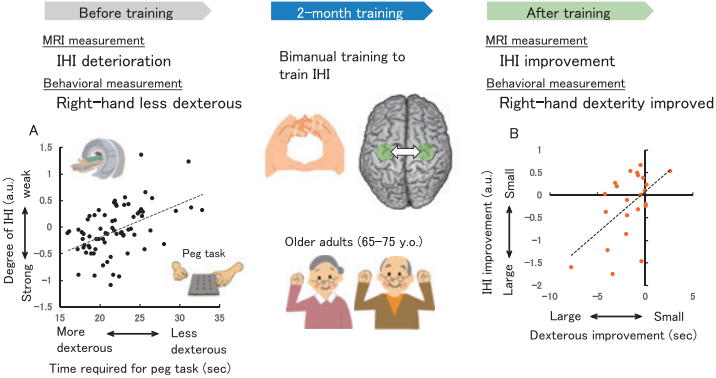 Before training
2-month training
After training
MRI measurement
IHI deterioration
Behavioral measurement
Right-hand less dexterous
Bimanual training to
train IHI
MRI measurement
IHI improvement
Behavioral measurement
Right-hand dexterity improved
A
Degree of IHI (a.u.)
Strong
weak
1.5
1
0.5
0
-0.5
-1
-1.5
15
20
25
30
35
Peg task
More
dexterous
Less
dexterous
Time required for peg task (sec)
Older adults (65-75 y.o.)
B
IHI improvement (a.u.)
Large
Small
1
0.5
0
-0.5
-1
-1.5
-2
-10
-5
0
5
Large
Small
Dexterous improvement (sec)